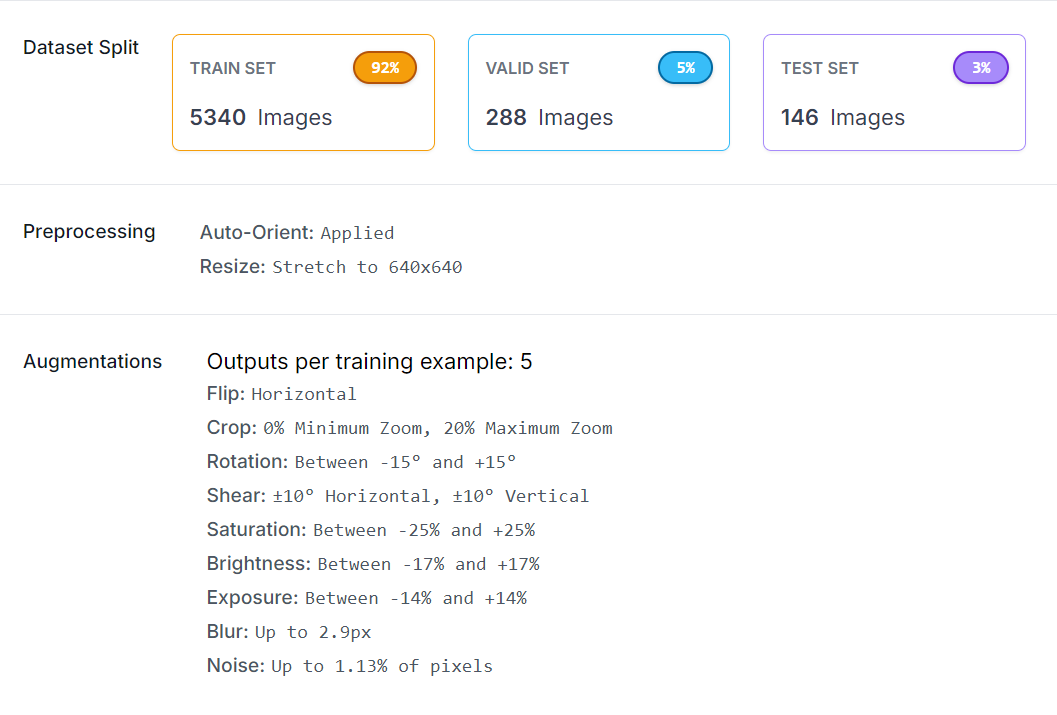 Dataset Split
TRAIN SET 92%
5340 Images
VALID SET 5%
288 Images
TEST SET 3%
146 Images
Preprocessing
Auto-Orient: Applied
Resize: Stretch to 640x640
Augmentations
Outputs per training example: 5
Flip: Horizontal
Crop: 0% Minimum Zoom, 20% Maximum Zoom
Rotation: Between -15° and +15°
Shear: ±10° Horizontal, ±10° Vertical
Saturation: Between -25% and +25%
Brightness: Between -17% and +17%
Exposure: Between -14% and +14%
Blur: Up to 2.9px
Noise: Up to 1.13% of pixels